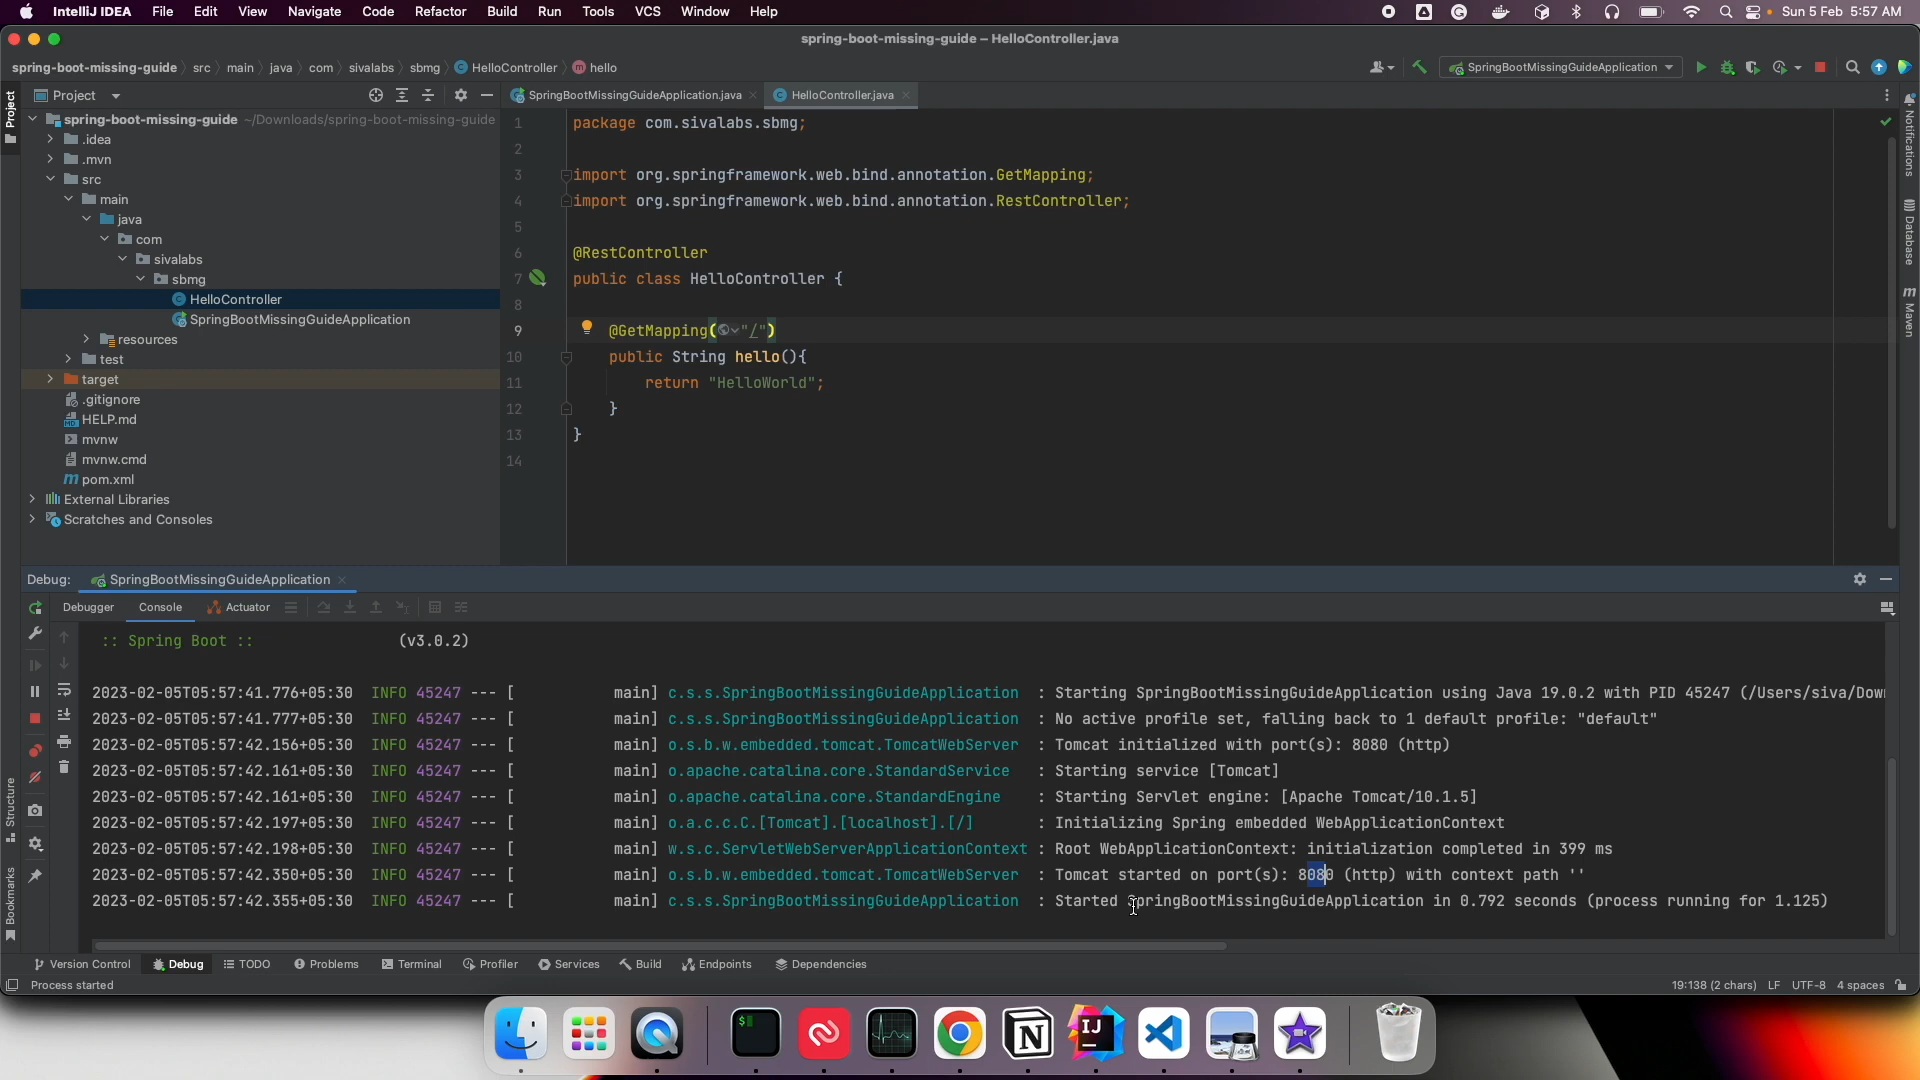 IntelliJ IDEA File Edit View Navigate Code Refactor Build Run Tools VCS Window Help Sun 5 Feb 5:57 AM
spring-boot-missing-guide – HelloController.java
spring-boot-missing-guide src main java com sivalabs sbmg HelloController hello SpringBootMissingGuideApplication
Project
Project
SpringBootMissingGuideApplication.java
HelloController.java
spring-boot-missing-guide ~/Downloads/spring-boot-missing-guide
.idea
.mvn
src
main
java
com
sivalabs
sbmg
HelloController
SpringBootMissingGuideApplication
resources
test
target
.gitignore
HELP.md
mvnw
mvnw.cmd
pom.xml
External Libraries
Scratches and Consoles
1 package com.sivalabs.sbmg;
2
3 import org.springframework.web.bind.annotation.GetMapping;
4 import org.springframework.web.bind.annotation.RestController;
5
6 @RestController
7 public class HelloController {
8
9 @GetMapping("/")
10 public String hello(){
11 return "HelloWorld";
12 }
13 }
14
Notifications
Database
Maven
Debug: SpringBootMissingGuideApplication
Debugger Console Actuator
:: Spring Boot :: (v3.0.2)
2023-02-05T05:57:41.776+05:30 INFO 45247 --- [ main] c.s.s.SpringBootMissingGuideApplication : Starting SpringBootMissingGuideApplication using Java 19.0.2 with PID 45247 (/Users/siva/Dow
2023-02-05T05:57:41.777+05:30 INFO 45247 --- [ main] c.s.s.SpringBootMissingGuideApplication : No active profile set, falling back to 1 default profile: "default"
2023-02-05T05:57:42.156+05:30 INFO 45247 --- [ main] o.s.b.w.embedded.tomcat.TomcatWebServer : Tomcat initialized with port(s): 8080 (http)
2023-02-05T05:57:42.161+05:30 INFO 45247 --- [ main] o.apache.catalina.core.StandardService : Starting service [Tomcat]
2023-02-05T05:57:42.161+05:30 INFO 45247 --- [ main] o.apache.catalina.core.StandardEngine : Starting Servlet engine: [Apache Tomcat/10.1.5]
2023-02-05T05:57:42.197+05:30 INFO 45247 --- [ main] o.a.c.c.C.[Tomcat].[localhost].[/] : Initializing Spring embedded WebApplicationContext
2023-02-05T05:57:42.198+05:30 INFO 45247 --- [ main] w.s.c.ServletWebServerApplicationContext : Root WebApplicationContext: initialization completed in 399 ms
2023-02-05T05:57:42.350+05:30 INFO 45247 --- [ main] o.s.b.w.embedded.tomcat.TomcatWebServer : Tomcat started on port(s): 8080 (http) with context path ''
2023-02-05T05:57:42.355+05:30 INFO 45247 --- [ main] c.s.s.SpringBootMissingGuideApplication : Started SpringBootMissingGuideApplication in 0.792 seconds (process running for 1.125)
Structure
Bookmarks
Version Control Debug TODO Problems Terminal Profiler Services Build Endpoints Dependencies
Process started 19:138 (2 chars) LF UTF-8 4 spaces